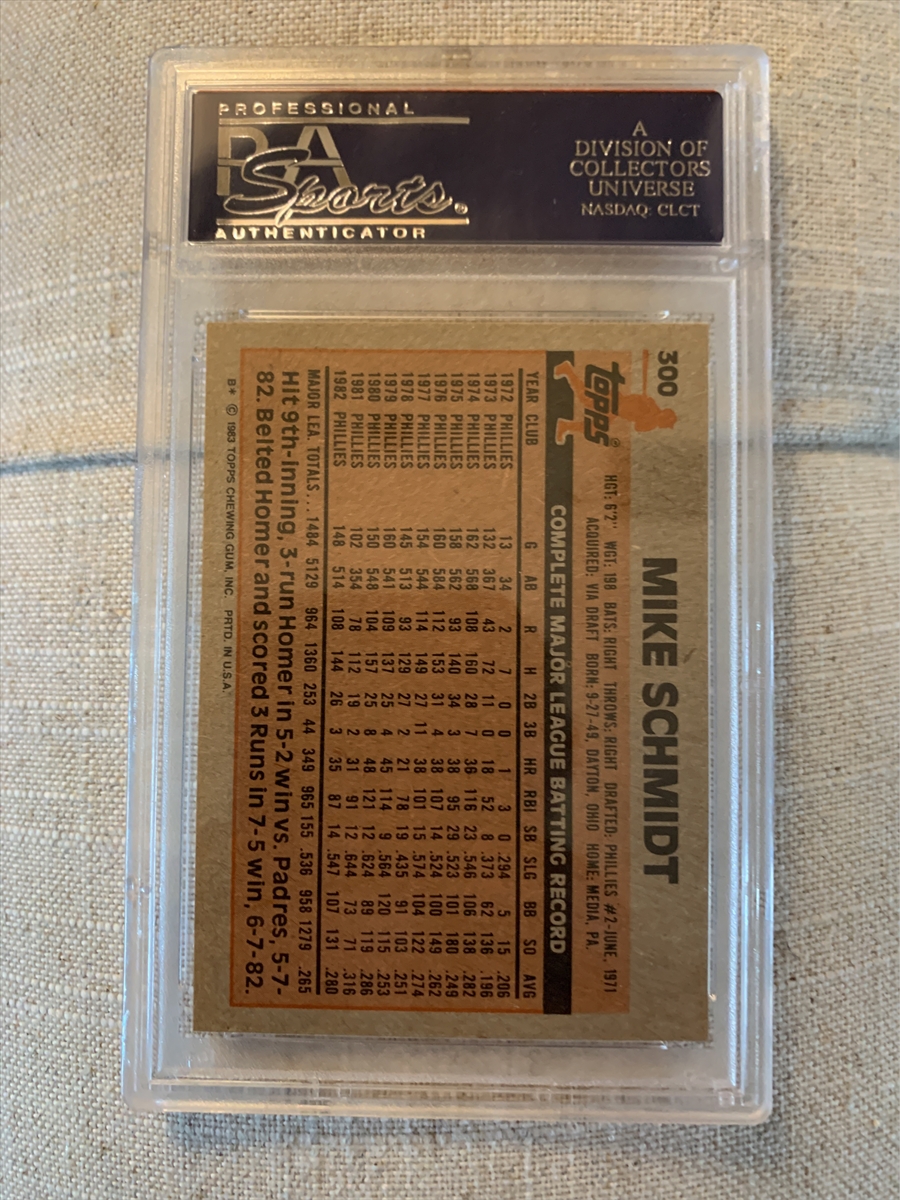 PROFESSIONAL
PSA
Sports®
AUTHENTICATOR
A
DIVISION OF
COLLECTORS
UNIVERSE
NASDAQ: CLCT
300
MIKE SCHMIDT
TOPPS®
HGT: 6'2" WGT: 198 BATS: RIGHT THROWS: RIGHT DRAFTED: PHILLIES #2-JUNE, 1971
ACQUIRED: VIA DRAFT BORN: 9-27-49, DAYTON, OHIO HOME: MEDIA, PA.
COMPLETE MAJOR LEAGUE BATTING RECORD
YEAR CLUB G AB R H 2B 3B HR RBI SB SLG BB SO AVG
1972 PHILLIES 13 34 2 7 0 0 1 3 0 .294 5 15 .206
1973 PHILLIES 132 367 43 72 11 0 18 52 8 .373 62 136 .196
1974 PHILLIES 162 568 108 160 28 7 36 116 23 .546 106 138 .282
1975 PHILLIES 158 562 93 140 34 3 38 95 29 .523 101 180 .249
1976 PHILLIES 160 584 112 153 31 4 38 107 14 .524 100 149 .262
1977 PHILLIES 154 544 114 149 27 11 38 101 15 .574 104 122 .274
1978 PHILLIES 145 513 93 129 27 2 21 78 19 .435 91 103 .251
1979 PHILLIES 160 541 109 137 25 4 45 114 9 .564 120 115 .253
1980 PHILLIES 150 548 104 157 25 8 48 121 12 .624 89 119 .286
1981 PHILLIES 102 354 78 112 19 2 31 91 12 .644 73 71 .316
1982 PHILLIES 148 514 108 144 26 3 35 87 14 .547 107 131 .280
MAJOR LEA. TOTALS... 1484 5129 964 1360 253 44 349 965 155 .536 958 1279 .265
Hit 9th-inning, 3-run Homer in 5-2 win vs. Padres, 5-7-
82. Belted Homer and scored 3 Runs in 7-5 win, 6-7-82.
B* © 1983 TOPPS CHEWING GUM, INC. PRTD. IN U.S.A.